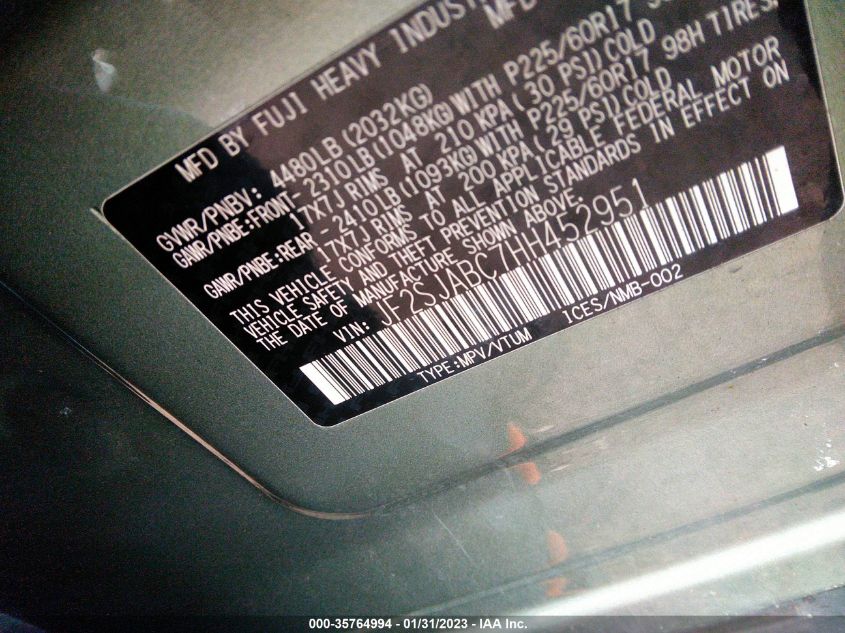 MFD BY FUJI HEAVY
MFD
GVWR/PNBV: 4480LB (2032KG)
GAWR/PNBE:FRONT- 2310LB (1048KG) WITH P225/60R17
17X7J RIMS AT 210 KPA ( 30 PSI) COLD
GAWR/PNBE:REAR - 2410LB (1093KG) WITH P225/60R17 98H TIRES,
17X7J RIMS AT 200 KPA ( 29 PSI) COLD
THIS VEHICLE CONFORMS TO ALL APPLICABLE FEDERAL MOTOR
VEHICLE SAFETY AND THEFT PREVENTION STANDARDS IN EFFECT ON
THE DATE OF MANUFACTURE SHOWN ABOVE.
VIN: JF2SJABC7HH452951
TYPE:MPV/VTUM ICES/NMB-002
000-35764994 - 01/31/2023 - IAA Inc.